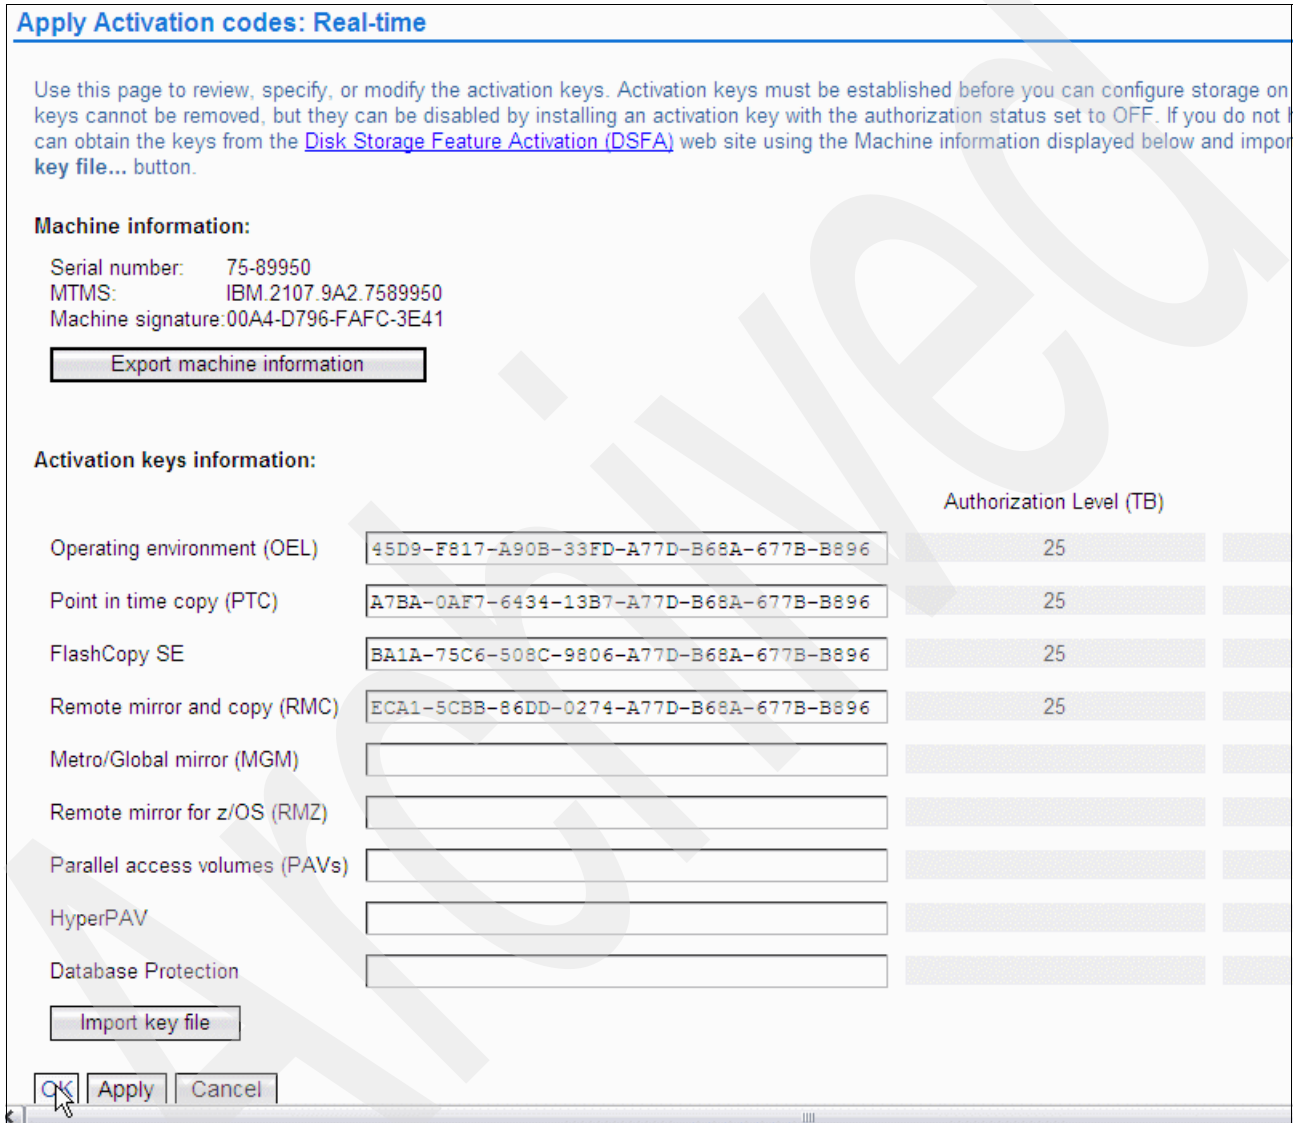 Apply Activation codes: Real-time
Use this page to review, specify, or modify the activation keys. Activation keys must be established before you can configure storage on
keys cannot be removed, but they can be disabled by installing an activation key with the authorization status set to OFF. If you do not h
can obtain the keys from the Disk Storage Feature Activation (DSFA) web site using the Machine information displayed below and impor
key file... button.
Machine information:
Serial number: 75-89950
MTMS: IBM.2107.9A2.7589950
Machine signature:00A4-D796-FAFC-3E41
Export machine information
Activation keys information:
Authorization Level (TB)
Operating environment (OEL) 45D9-F817-A90B-33FD-A77D-B68A-677B-B896 25
Point in time copy (PTC) A7BA-0AF7-6434-13B7-A77D-B68A-677B-B896 25
FlashCopy SE BA1A-75C6-508C-9806-A77D-B68A-677B-B896 25
Remote mirror and copy (RMC) ECA1-5CBB-86DD-0274-A77D-B68A-677B-B896 25
Metro/Global mirror (MGM)
Remote mirror for z/OS (RMZ)
Parallel access volumes (PAVs)
HyperPAV
Database Protection
Import key file
OK Apply Cancel
Archived